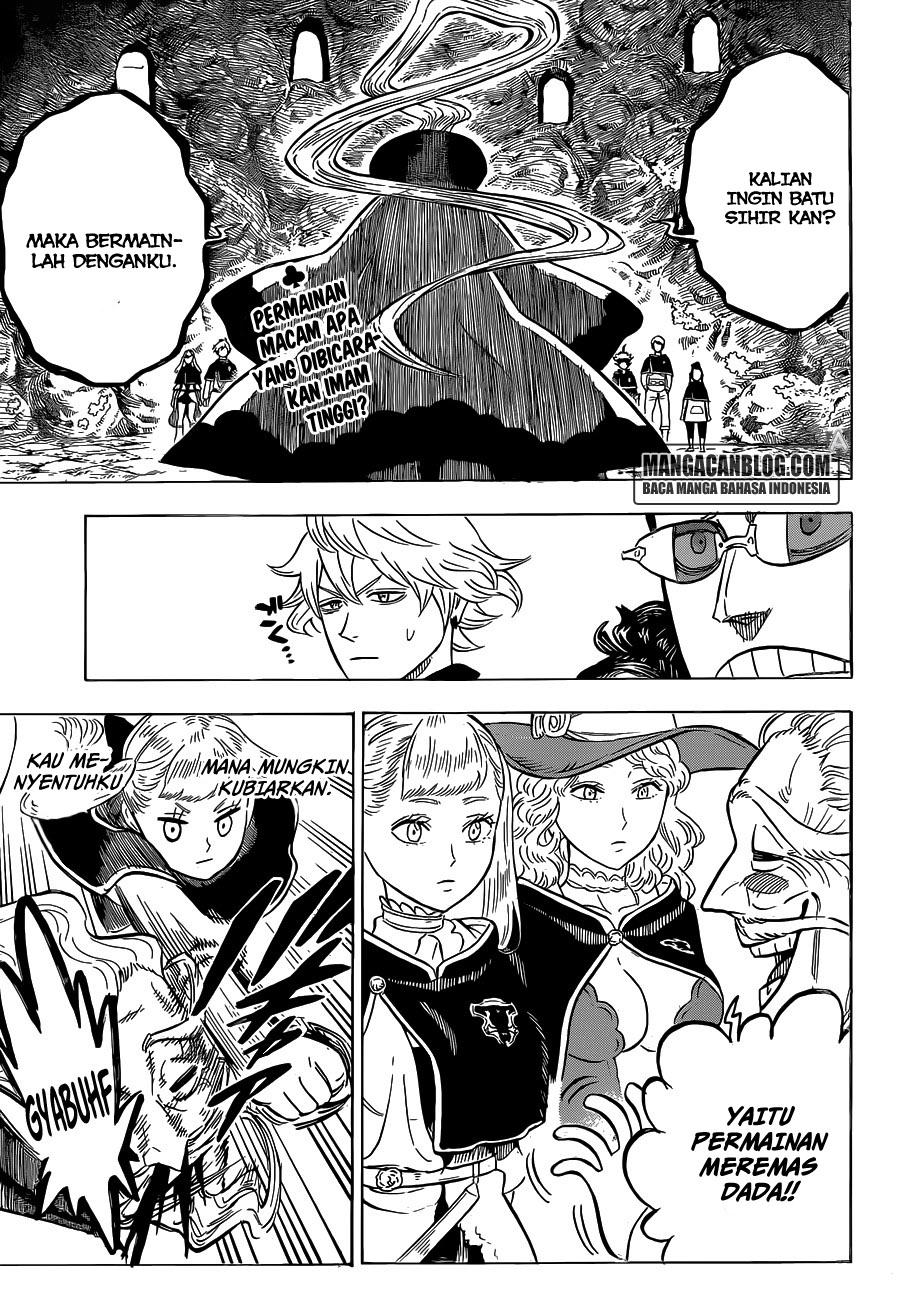 KALIAN
INGIN BATU
SIHIR KAN?
MAKA BERMAIN-
LAH DENGANKU.
PERMAINAN
MACAM APA
YANG DIBICARA-
KAN IMAM
TINGGI?
MANGACANBLOG.COM
BACA MANGA BAHASA INDONESIA
YAITU
PERMAINAN
MEREMAS
DADA!!
MANA MUNGKIN
KUBIARKAN.
KAU ME-
NYENTUHKU
GYABUHF